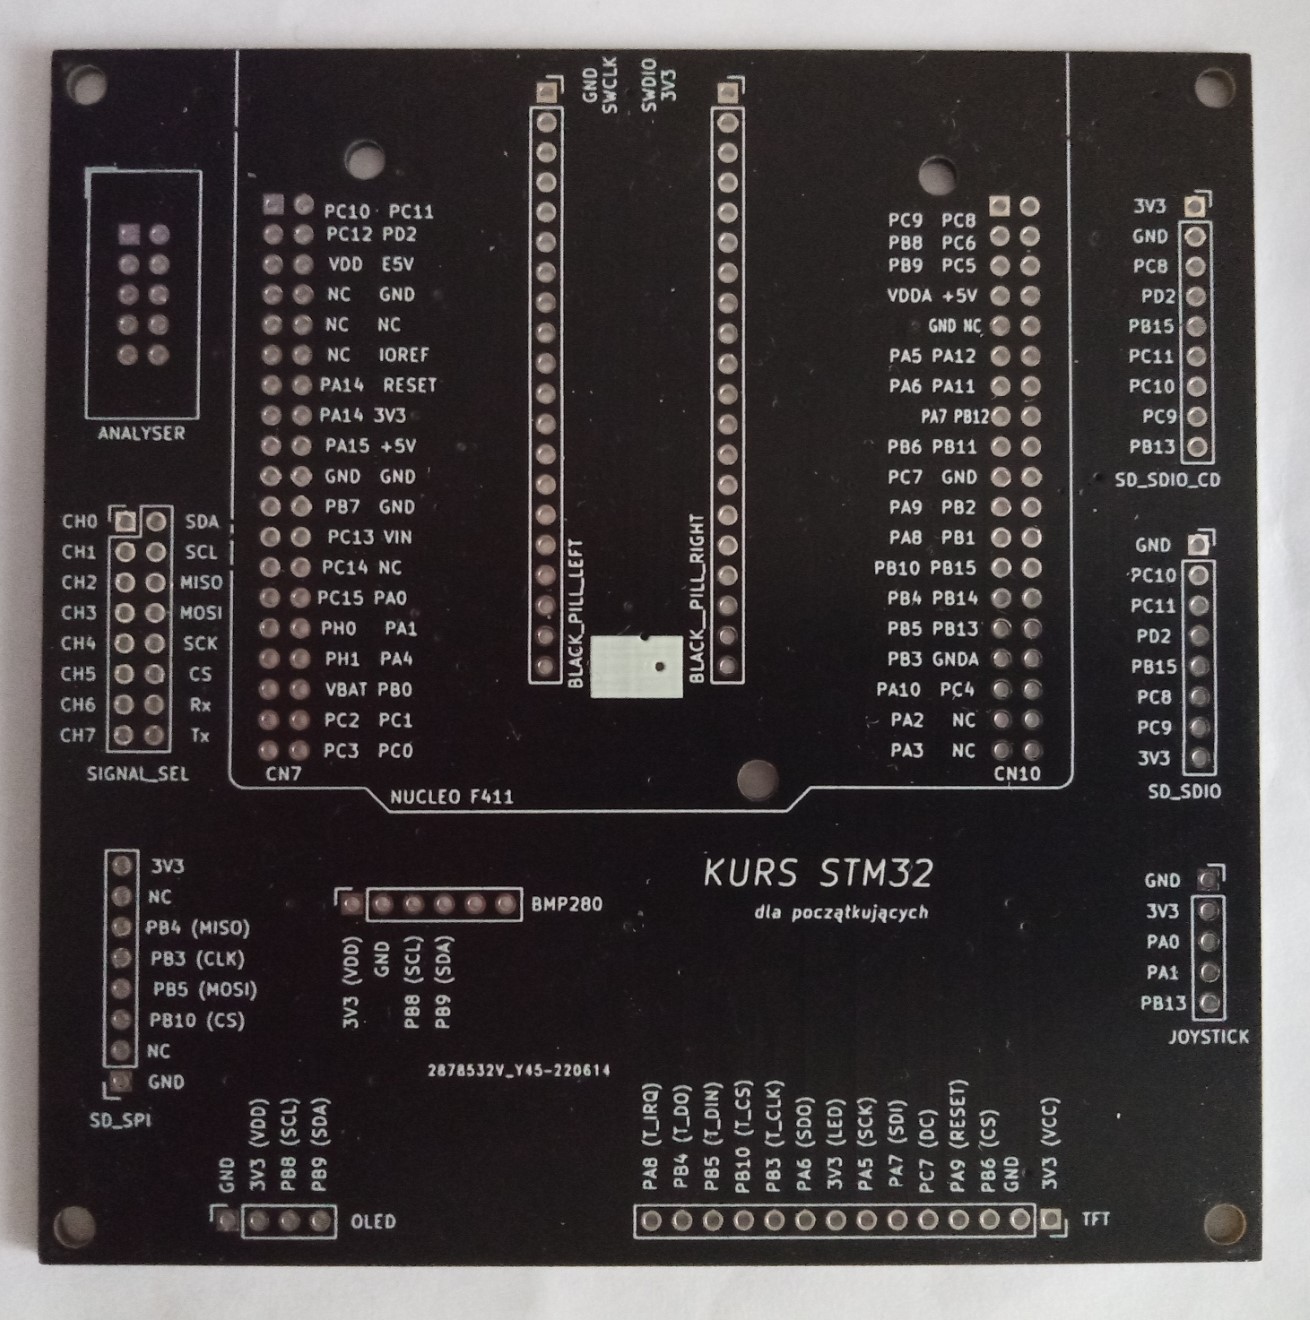 GND
SWCLK
SWDIO
3V3
PC10 PC11
PC12 PD2
VDD E5V
NC GND
NC NC
NC IOREF
PA14 RESET
PA14 3V3
PA15 +5V
GND GND
PB7 GND
PC13 VIN
PC14 NC
PC15 PA0
PH0 PA1
PH1 PA4
VBAT PB0
PC2 PC1
PC3 PC0
CN7
NUCLEO F411
BLACK_PILL_LEFT
BLACK_PILL_RIGHT
PC9 PC8
PB8 PC6
PB9 PC5
VDDA +5V
GND NC
PA5 PA12
PA6 PA11
PA7 PB12
PB6 PB11
PC7 GND
PA9 PB2
PA8 PB1
PB10 PB15
PB4 PB14
PB5 PB13
PB3 GNDA
PA10 PC4
PA2 NC
PA3 NC
CN10
ANALYSER
CH0 SDA
CH1 SCL
CH2 MISO
CH3 MOSI
CH4 SCK
CH5 CS
CH6 Rx
CH7 Tx
SIGNAL_SEL
3V3
GND
PC8
PD2
PB15
PC11
PC10
PC9
PB13
SD_SDIO_CD
GND
PC10
PC11
PD2
PB15
PC8
PC9
3V3
SD_SDIO
3V3
NC
PB4 (MISO)
PB3 (CLK)
PB5 (MOSI)
PB10 (CS)
NC
GND
SD_SPI
BMP280
3V3 (VDD)
GND
PB8 (SCL)
PB9 (SDA)
KURS STM32
dla początkujących
GND
3V3
PA0
PA1
PB13
JOYSTICK
2878532V_Y45-220614
GND
3V3 (VDD)
PB8 (SCL)
PB9 (SDA)
OLED
PA8 (T_IRQ)
PB4 (T_DO)
PB5 (T_DIN)
PB10 (T_CS)
PB3 (T_CLK)
PA6 (SDO)
3V3 (LED)
PA5 (SCK)
PA7 (SDI)
PC7 (DC)
PA9 (RESET)
PB6 (CS)
GND
3V3 (VCC)
TFT